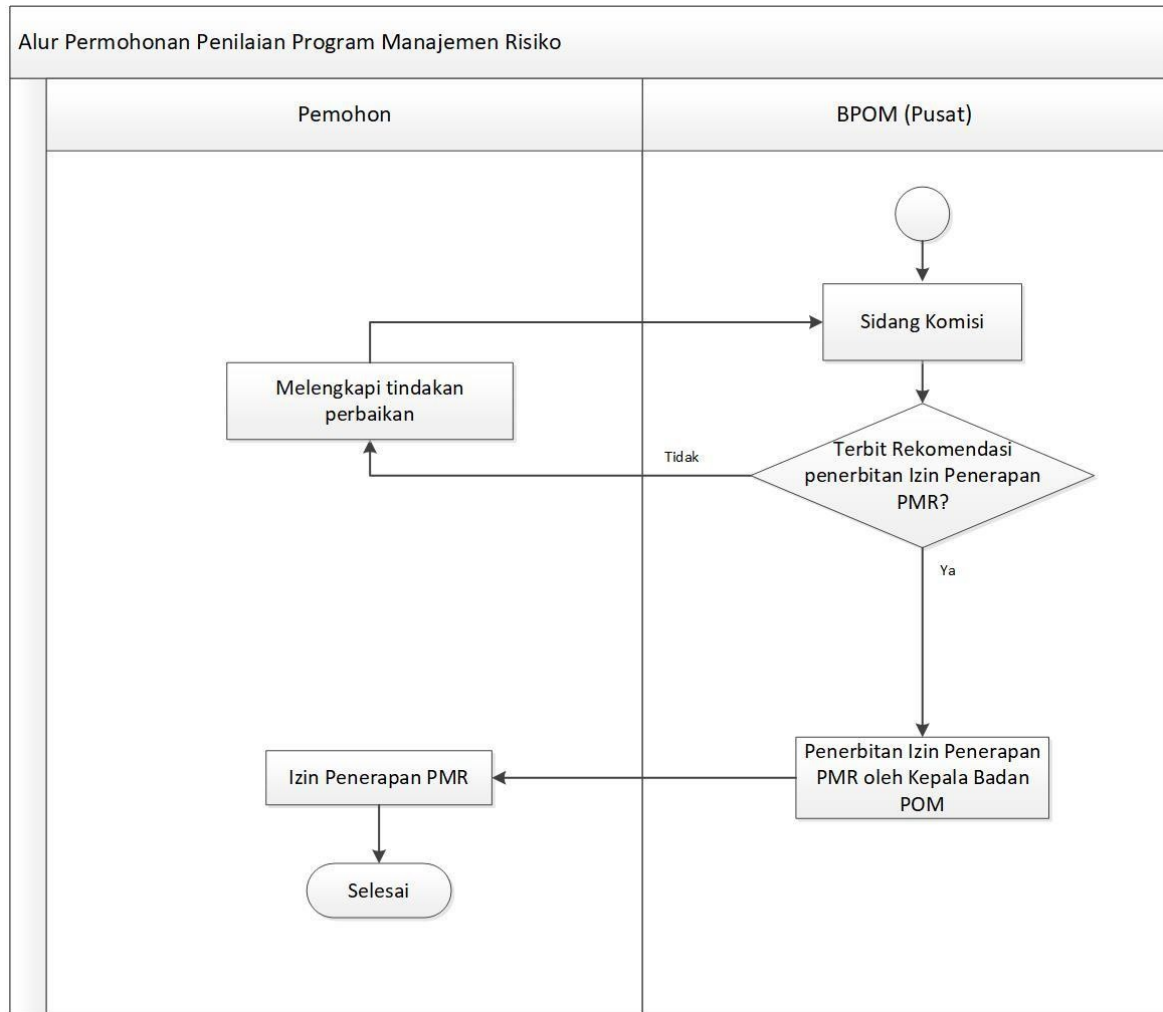 Alur Permohonan Penilaian Program Manajemen Risiko
Pemohon
BPOM (Pusat)
Sidang Komisi
Melengkapi tindakan
perbaikan
Terbit Rekomendasi
penerbitan Izin Penerapan
PMR?
Tidak
Ya
Penerbitan Izin Penerapan
PMR oleh Kepala Badan
POM
Izin Penerapan PMR
Selesai